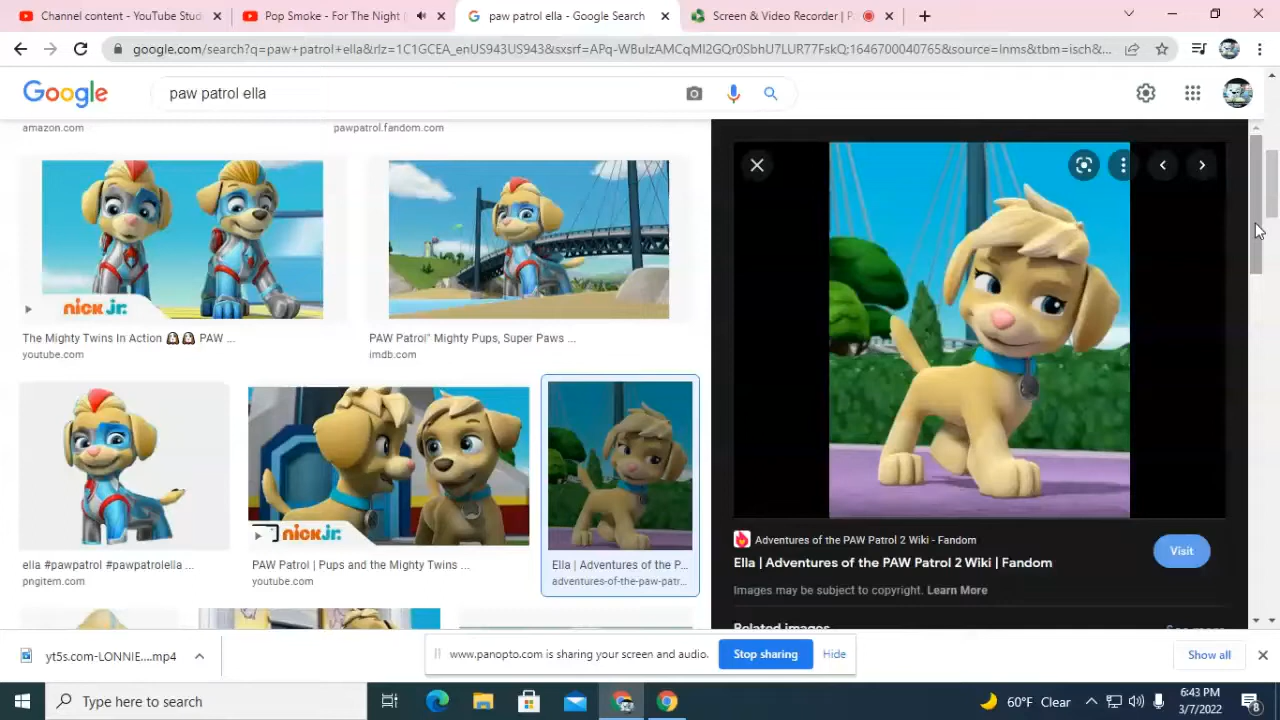 Channel content - YouTube Stud
Pop Smoke - For The Night
paw patrol ella - Google Search
Screen & Video Recorder | P
google.com/search?q=paw+patrol+ella&rlz=1C1GCEA_enUS943US943&sxsrf=APq-WBuIzAMCqMI2GQr0SbhU7LUR77FskQ:1646700040765&source=lnms&tbm=isch&...
Google
paw patrol ella
amazon.com
pawpatrol.fandom.com
nick jr.
The Mighty Twins In Action 🐧🐧 PAW ...
youtube.com
PAW Patrol" Mighty Pups, Super Paws ...
imdb.com
ella #pawpatrol #pawpatrolella ...
pngitem.com
nick jr.
PAW Patrol | Pups and the Mighty Twins ...
youtube.com
Ella | Adventures of the P...
adventures-of-the-paw-patr...
Adventures of the PAW Patrol 2 Wiki - Fandom
Ella | Adventures of the PAW Patrol 2 Wiki | Fandom
Visit
Images may be subject to copyright. Learn More
Related images
See more
yt5s.com-LONNIE....mp4
www.panopto.com is sharing your screen and audio.
Stop sharing
Hide
Show all
Type here to search
60°F Clear
6:43 PM
3/7/2022
8